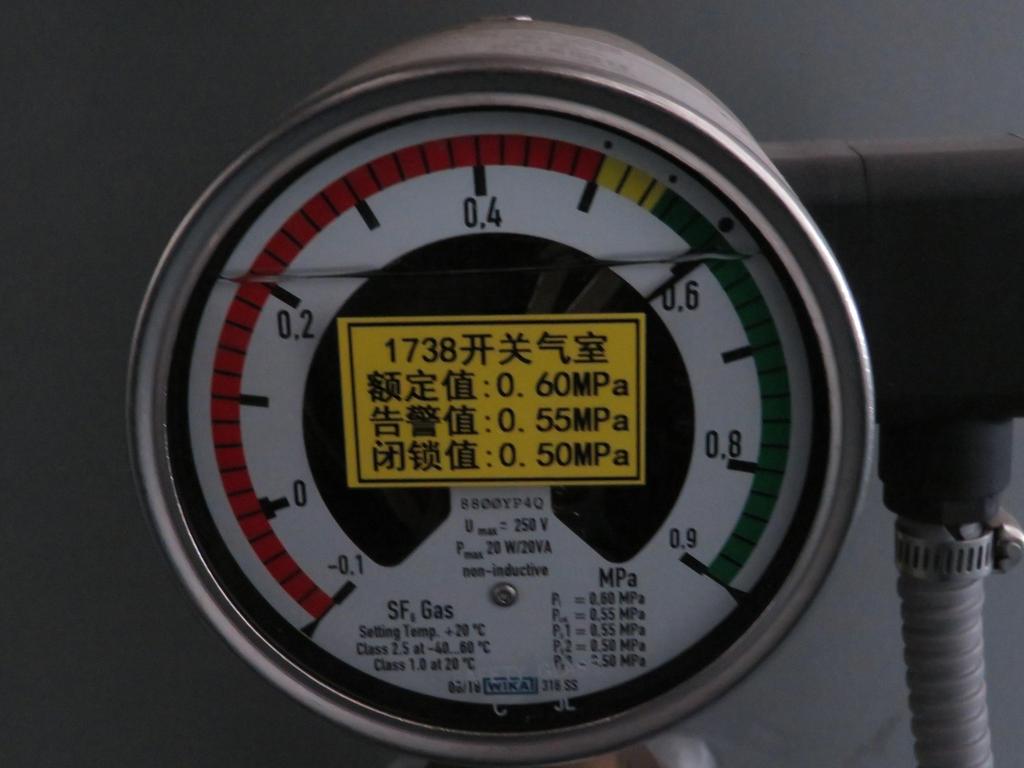 0,4
0,2
0,6
1738开关气室
额定值:0.60MPa
告警值:0.55MPa
闭锁值:0.50MPa
0,8
0
8800YP4Q
U max = 250 V
0,9
P max 20 W/20VA
-0,1
non-inductive
MPa
SF6 Gas
Setting Temp. +20 °C
Class 2.5 at -40...60 °C
Class 1.0 at 20 °C
= 0.60 MPa
= 0.55 MPa
= 0.55 MPa
= 0.50 MPa
WIKAI 316 SS